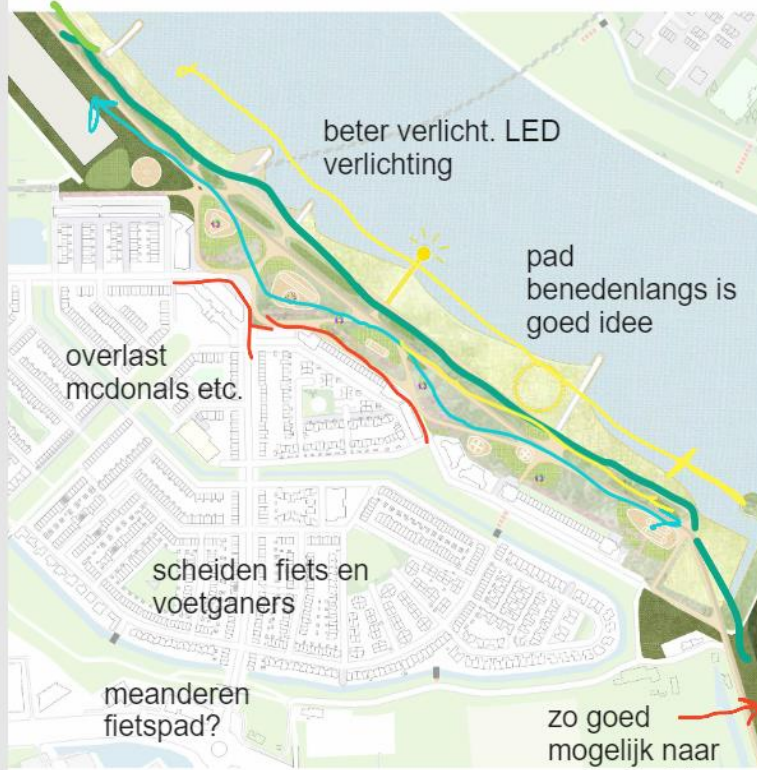 beter verlicht. LED
verlichting
pad
benedenlangs is
goed idee
overlast
mcdonals etc.
scheiden fiets en
voetganers
meanderen
fietspad?
zo goed
mogelijk naar